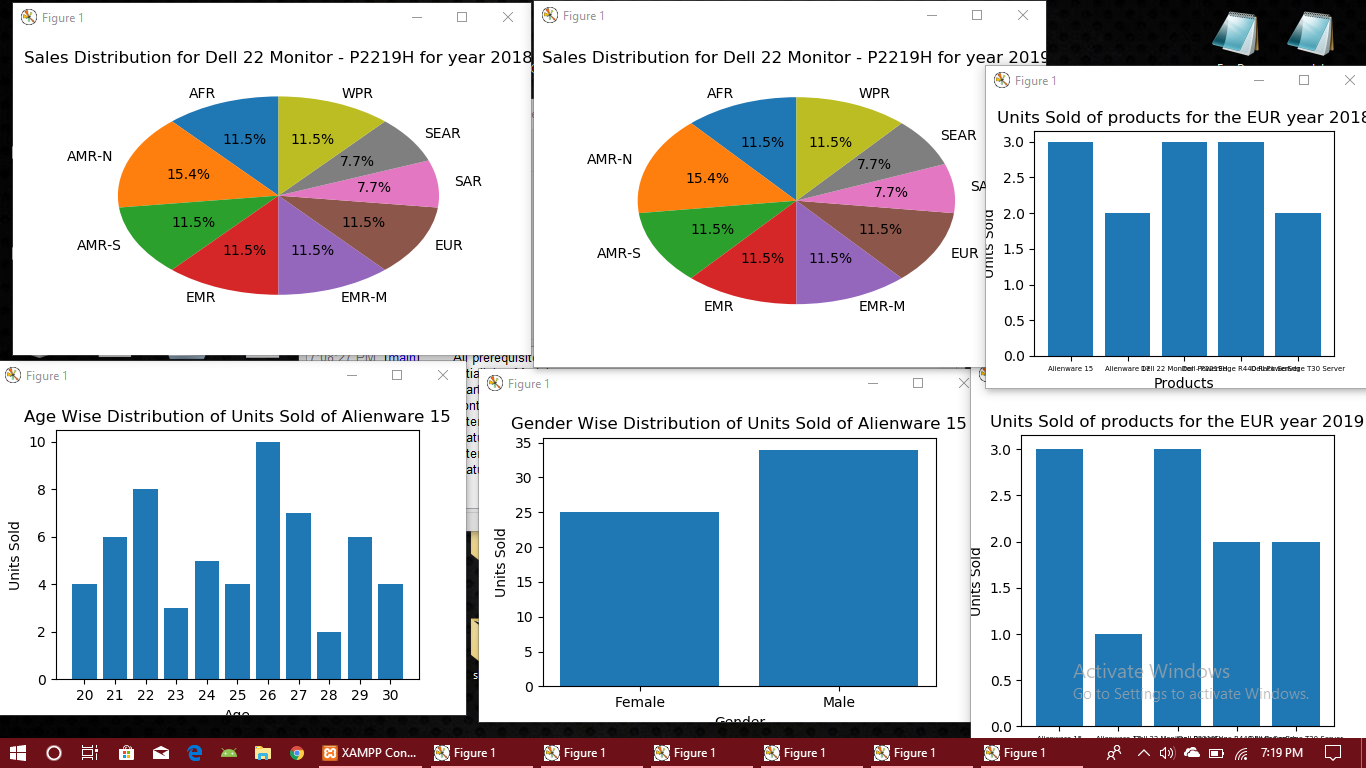 Figure 1
Sales Distribution for Dell 22 Monitor - P2219H for year 2018
AFR
WPR
AMR-N
SEAR
SAR
AMR-S
EUR
EMR
EMR-M
11.5%
11.5%
15.4%
7.7%
7.7%
11.5%
11.5%
11.5%
11.5%
Figure 1
Sales Distribution for Dell 22 Monitor - P2219H for year 2019
AFR
WPR
AMR-N
SEAR
SA
AMR-S
EUR
EMR
EMR-M
11.5%
11.5%
15.4%
7.7%
7.7%
11.5%
11.5%
11.5%
11.5%
Figure 1
Units Sold of products for the EUR year 2018
3.0
2.5
2.0
1.5
1.0
0.5
0.0
Units Sold
Alienware 15
Products
[main]
All prerequisit
Figure 1
Age Wise Distribution of Units Sold of Alienware 15
10
8
6
4
2
0
Units Sold
20 21 22 23 24 25 26 27 28 29 30
Age
Figure 1
Gender Wise Distribution of Units Sold of Alienware 15
35
30
25
20
15
10
5
0
Units Sold
Female Male
Gender
Units Sold of products for the EUR year 2019
3.0
2.5
2.0
1.5
1.0
0.5
0.0
Units Sold
Activate Windows
Go to Settings to activate Windows.
XAMPP Con... Figure 1 Figure 1 Figure 1 Figure 1 Figure 1 Figure 1 7:19 PM